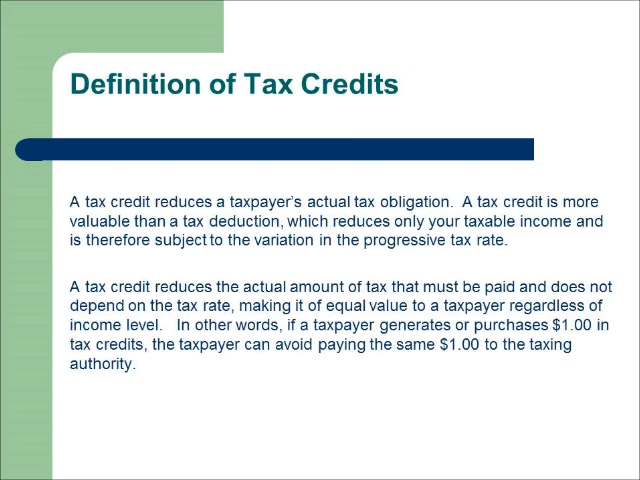 Definition of Tax Credits
A tax credit reduces a taxpayer's actual tax obligation.  A tax credit is more
valuable than a tax deduction, which reduces only your taxable income and
is therefore subject to the variation in the progressive tax rate.
A tax credit reduces the actual amount of tax that must be paid and does not
depend on the tax rate, making it of equal value to a taxpayer regardless of
income level.   In other words, if a taxpayer generates or purchases $1.00 in
tax credits, the taxpayer can avoid paying the same $1.00 to the taxing
authority.